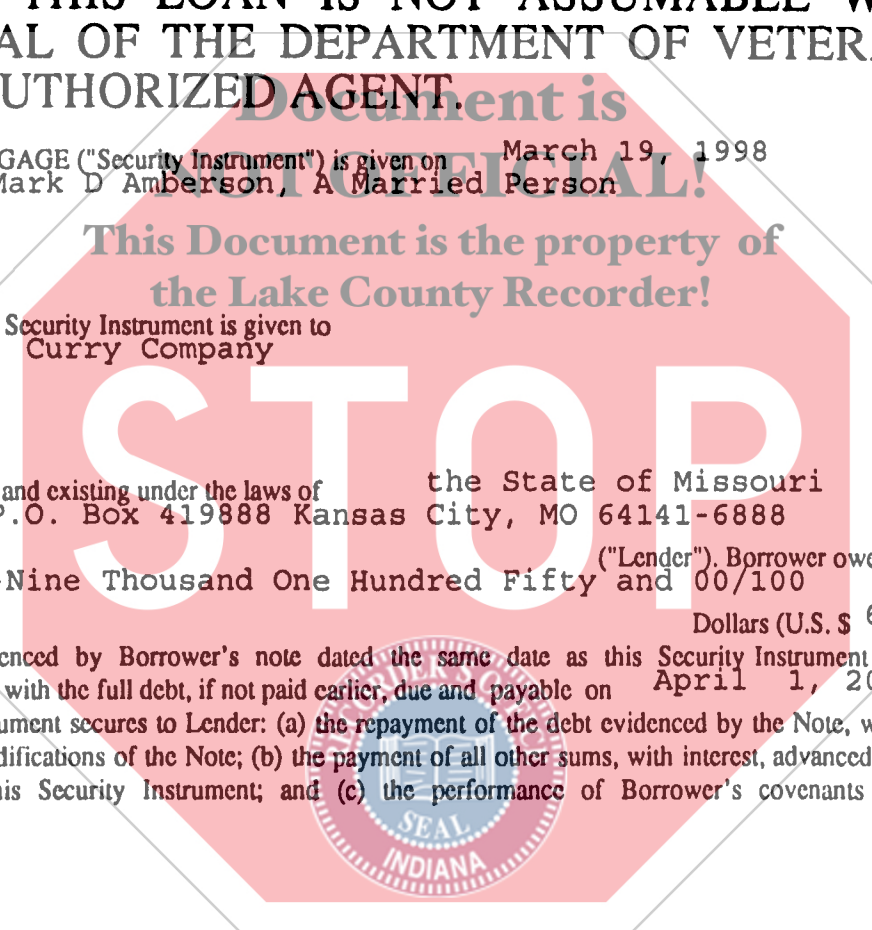 THIS LOAN IS NOT ASSUMABLE W
AL OF THE DEPARTMENT OF VETERA
UTHORIZED AGENT.
Document is
GAGE ("Security Instrument") is given on March 19, 1998
Mark D Amberson, A Married Person
NOT OFFICIAL!
This Document is the property of
the Lake County Recorder!
Security Instrument is given to
Curry Company
STOP
and existing under the laws of the State of Missouri
P.O. Box 419888 Kansas City, MO 64141-6888
("Lender"). Borrower owe
-Nine Thousand One Hundred Fifty and 00/100
Dollars (U.S. $ 6
enced by Borrower's note dated the same date as this Security Instrument
with the full debt, if not paid earlier, due and payable on April 1, 20
ument secures to Lender: (a) the repayment of the debt evidenced by the Note, w
difications of the Note; (b) the payment of all other sums, with interest, advanced
his Security Instrument; and (c) the performance of Borrower's covenants
SEAL
INDIANA